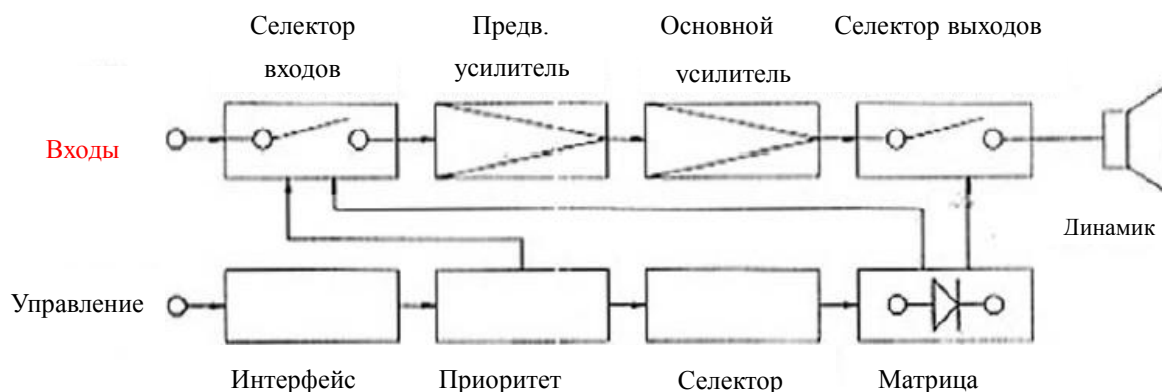 Селектор
входов
Предв.
усилитель
Основной
усилитель
Селектор выходов
Входы
Динамик
Управление
Интерфейс
Приоритет
Селектор
Матрица